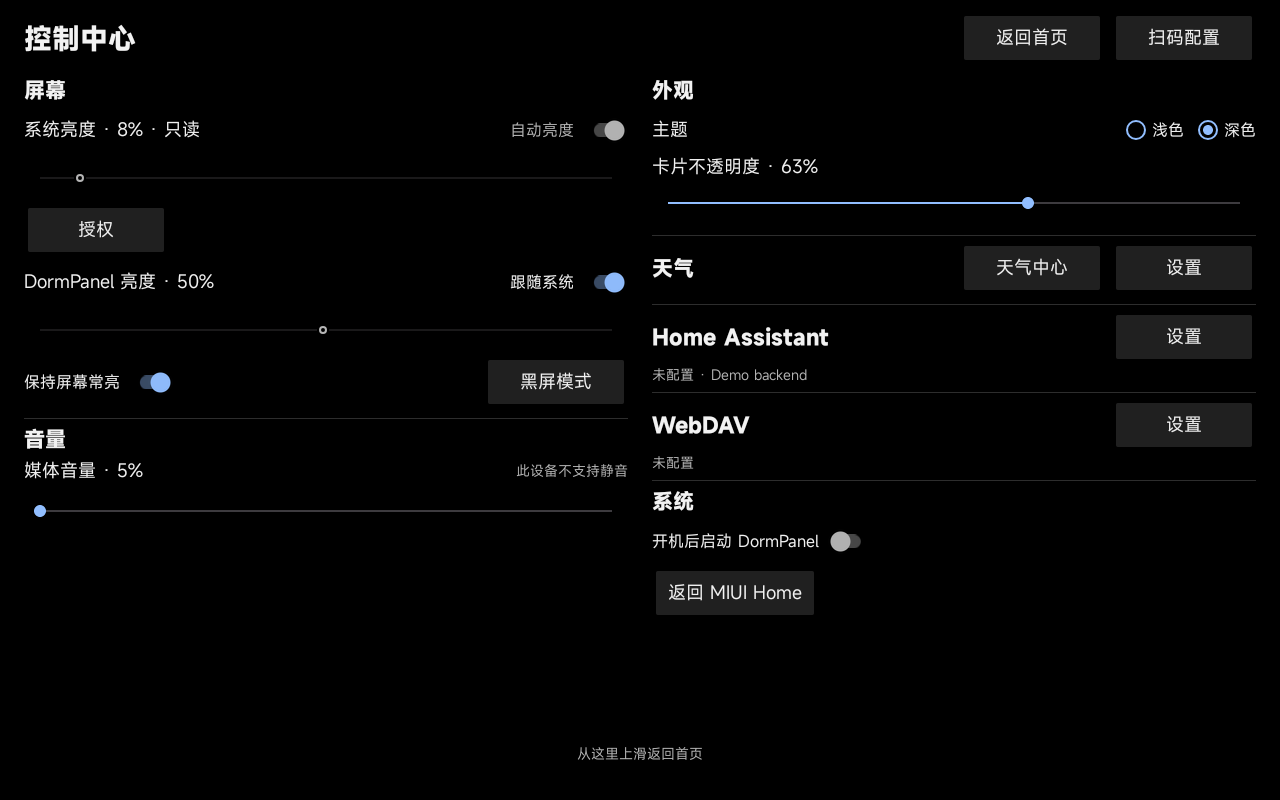 控制中心
返回首页
扫码配置
屏幕
系统亮度 · 8% · 只读
自动亮度
授权
DormPanel 亮度 · 50%
跟随系统
保持屏幕常亮
黑屏模式
音量
媒体音量 · 5%
此设备不支持静音
外观
主题
浅色
深色
卡片不透明度 · 63%
天气
天气中心
设置
Home Assistant
设置
未配置 · Demo backend
WebDAV
设置
未配置
系统
开机后启动 DormPanel
返回 MIUI Home
从这里上滑返回首页